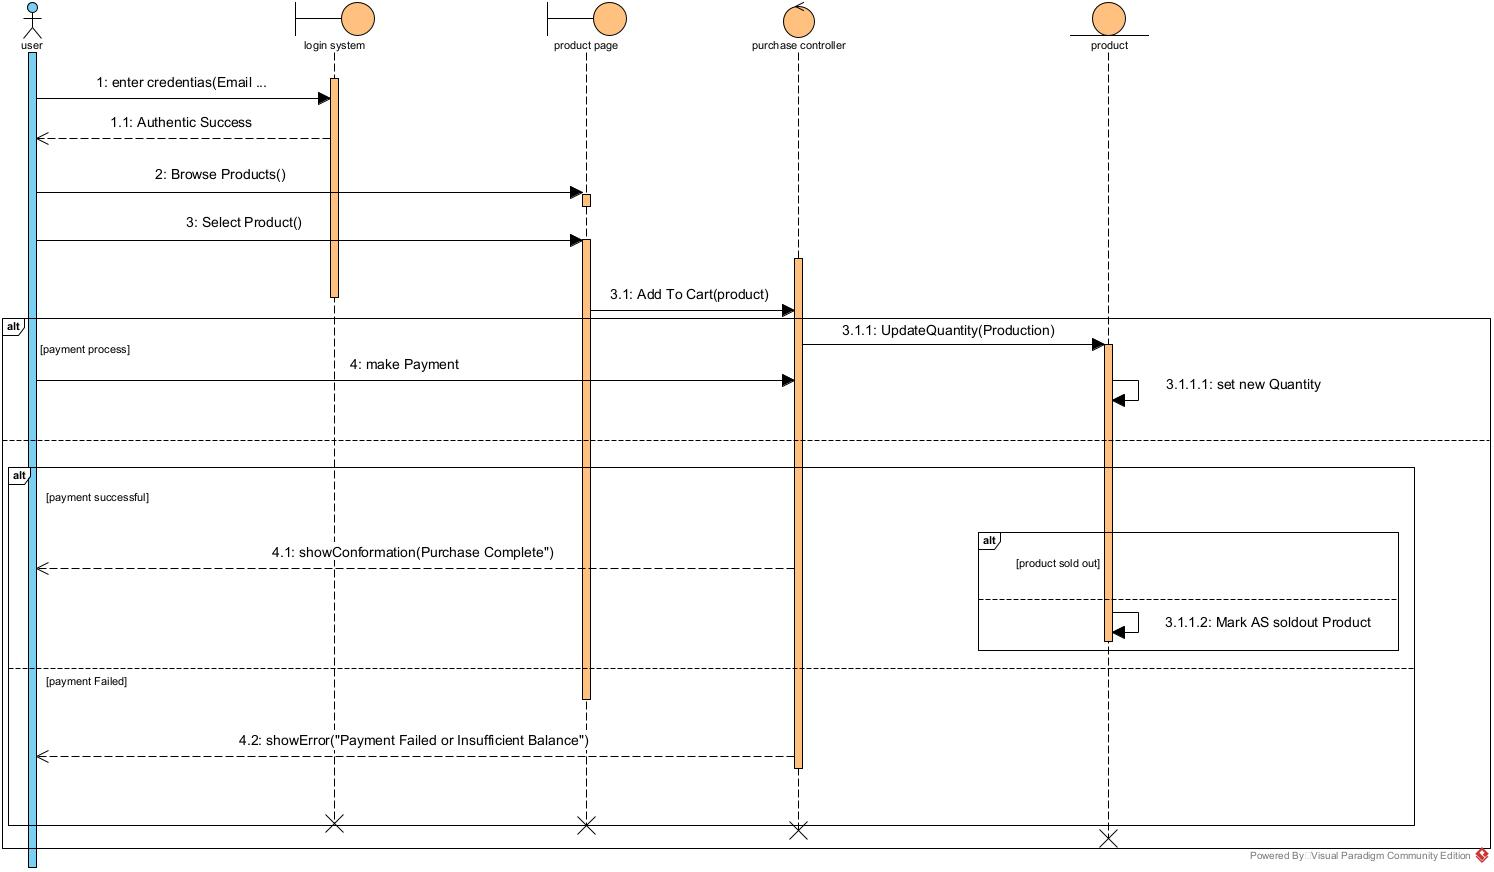 user
login system
product page
purchase controller
product
1: enter credentias(Email ...
1.1: Authentic Success
2: Browse Products()
3: Select Product()
3.1: Add To Cart(product)
alt
3.1.1: UpdateQuantity(Production)
[payment process]
4: make Payment
3.1.1.1: set new Quantity
alt
[payment successful]
alt
4.1: showConformation(Purchase Complete")
[product sold out]
3.1.1.2: Mark AS soldout Product
[payment Failed]
4.2: showError("Payment Failed or Insufficient Balance")
Powered By Visual Paradigm Community Edition